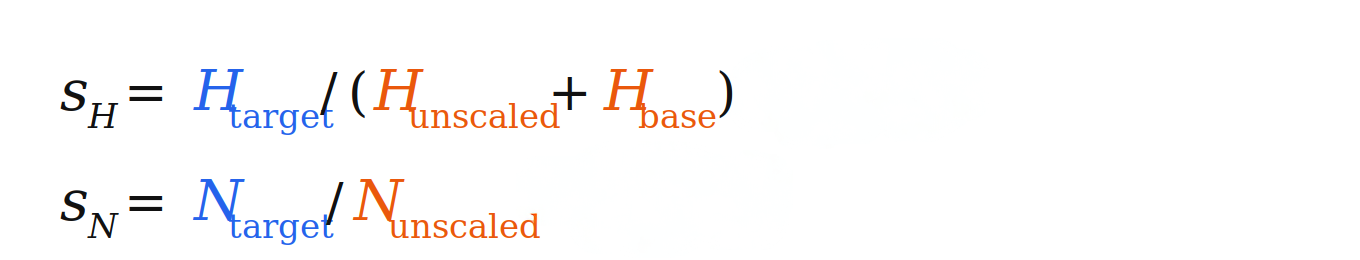 s_H = H_target / ( H_unscaled + H_base )
s_N = N_target / N_unscaled